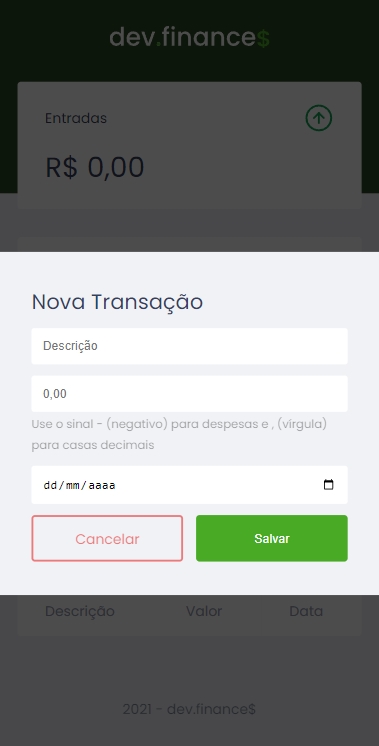 dev.finance$
Entradas
R$ 0,00
Nova Transação
Descrição
0,00
Use o sinal - (negativo) para despesas e , (vírgula)
para casas decimais
dd/mm/aaaa
Cancelar Salvar
Descrição Valor Data
2021 - dev.finance$